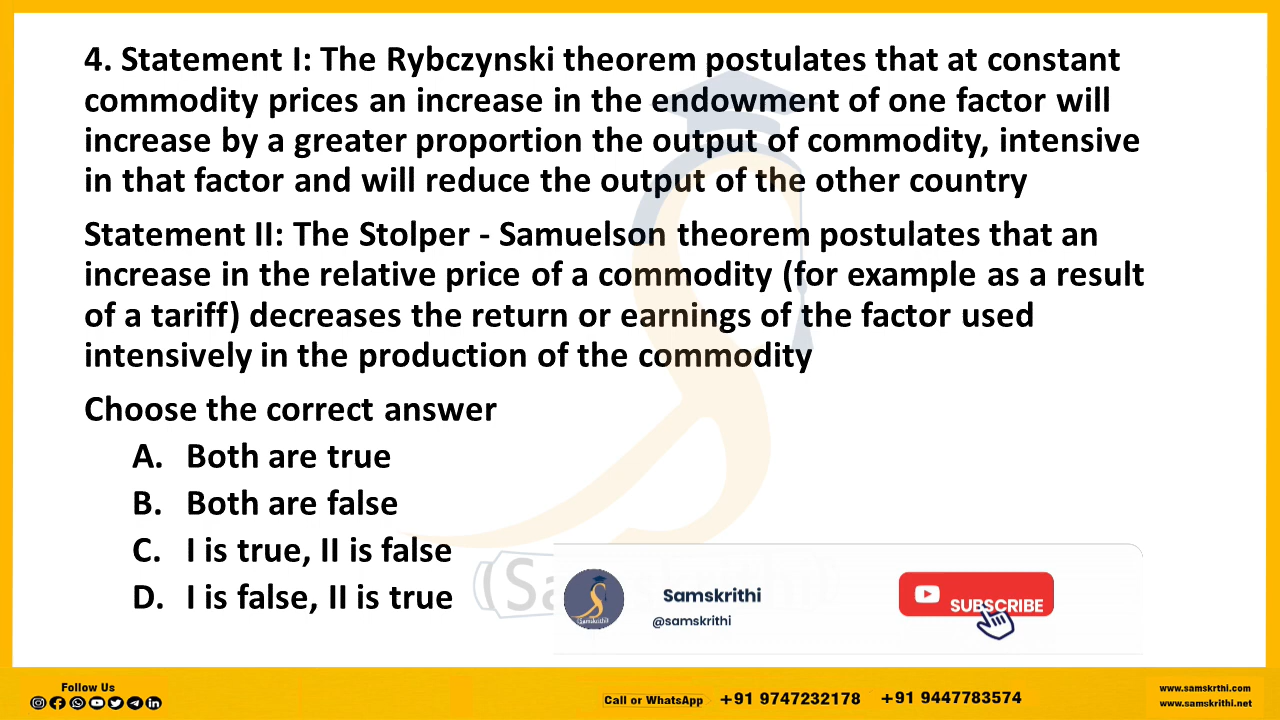 4. Statement I: The Rybczynski theorem postulates that at constant
commodity prices an increase in the endowment of one factor will
increase by a greater proportion the output of commodity, intensive
in that factor and will reduce the output of the other country
Statement II: The Stolper - Samuelson theorem postulates that an
increase in the relative price of a commodity (for example as a result
of a tariff) decreases the return or earnings of the factor used
intensively in the production of the commodity
Choose the correct answer
A. Both are true
B. Both are false
C. I is true, II is false
D. I is false, II is true
(Samskrithi)
Samskrithi
@samskrithi
SUBSCRIBE
Follow Us
Call or WhatsApp +91 9747232178 +91 9447783574
www.samskrthi.com
www.samskrithi.net